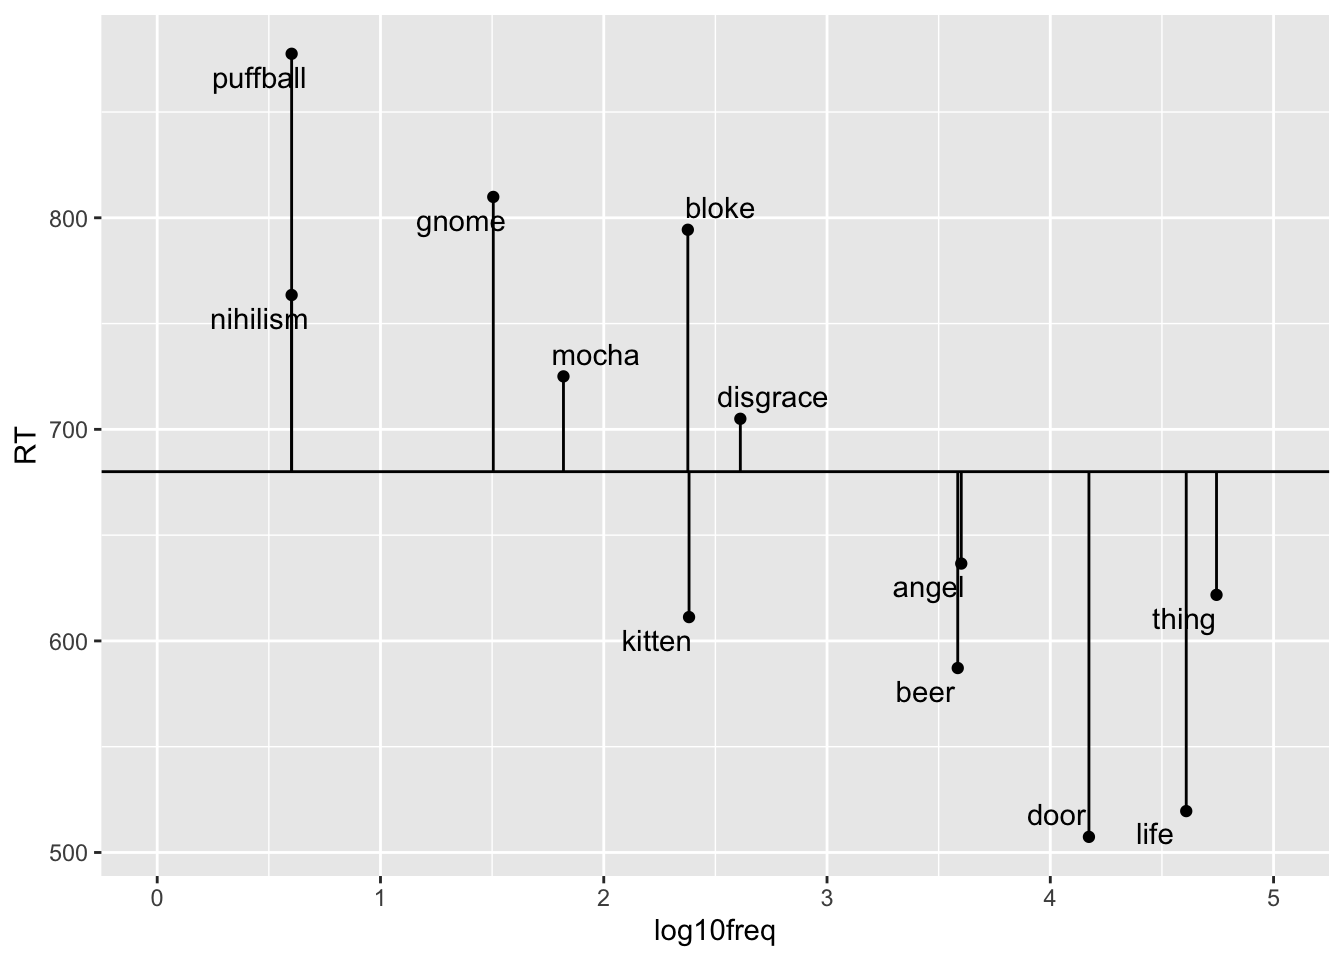 puffball
800
gnome
bloke
nihilism
mocha
disgrace
700
RT
angel
thing
600
kitten
beer
door
life
500
0 1 2 3 4 5
log10freq